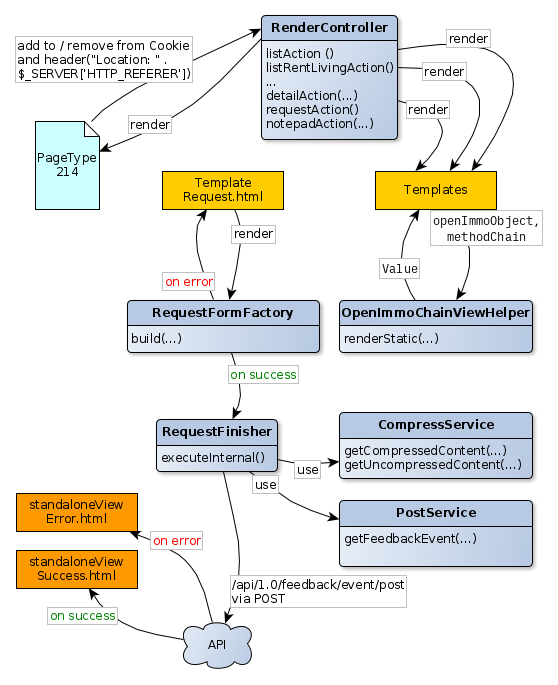 RenderController
listAction ()
listRentLivingAction()
...
detailAction(...)
requestAction()
notepadAction(...)
add to / remove from Cookie
and header("Location: " .
$_SERVER['HTTP_REFERER'])
render
render
render
render
PageType
214
Template
Request.html
Templates
render
openImmoObject,
methodChain
Value
on error
RequestFormFactory
build(...)
OpenImmoChainViewHelper
renderStatic(...)
on success
RequestFinisher
executeInternal()
CompressService
getCompressedContent(...)
getUncompressedContent(...)
use
use
PostService
getFeedbackEvent(...)
standaloneView
Error.html
on error
standaloneView
Success.html
/api/1.0/feedback/event/post
via POST
on success
API